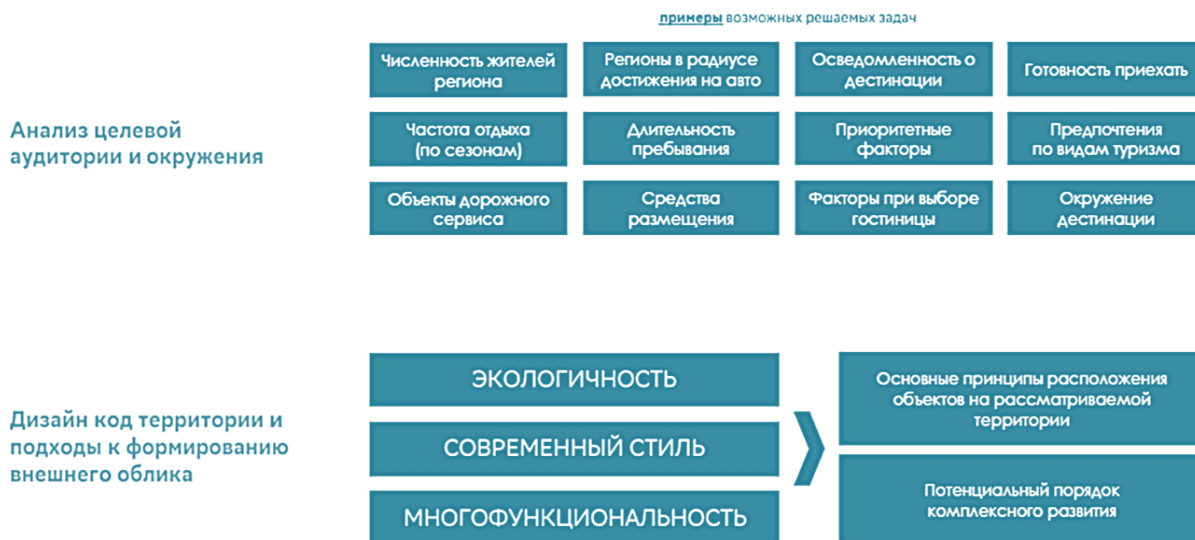 примеры возможных решаемых задач
Анализ целевой
аудитории и окружения
Численность жителей
региона
Регионы в радиусе
достижения на авто
Осведомленность о
дестинации
Готовность приехать
Частота отдыха
(по сезонам)
Длительность
пребывания
Приоритетные
факторы
Предпочтения
по видам туризма
Объекты дорожного
сервиса
Средства
размещения
Факторы при выборе
гостиницы
Окружение
дестинации
Дизайн код территории и
подходы к формированию
внешнего облика
ЭКОЛОГИЧНОСТЬ
СОВРЕМЕННЫЙ СТИЛЬ
МНОГОФУНКЦИОНАЛЬНОСТЬ
Основные принципы расположения
объектов на рассматриваемой
территории
Потенциальный порядок
комплексного развития